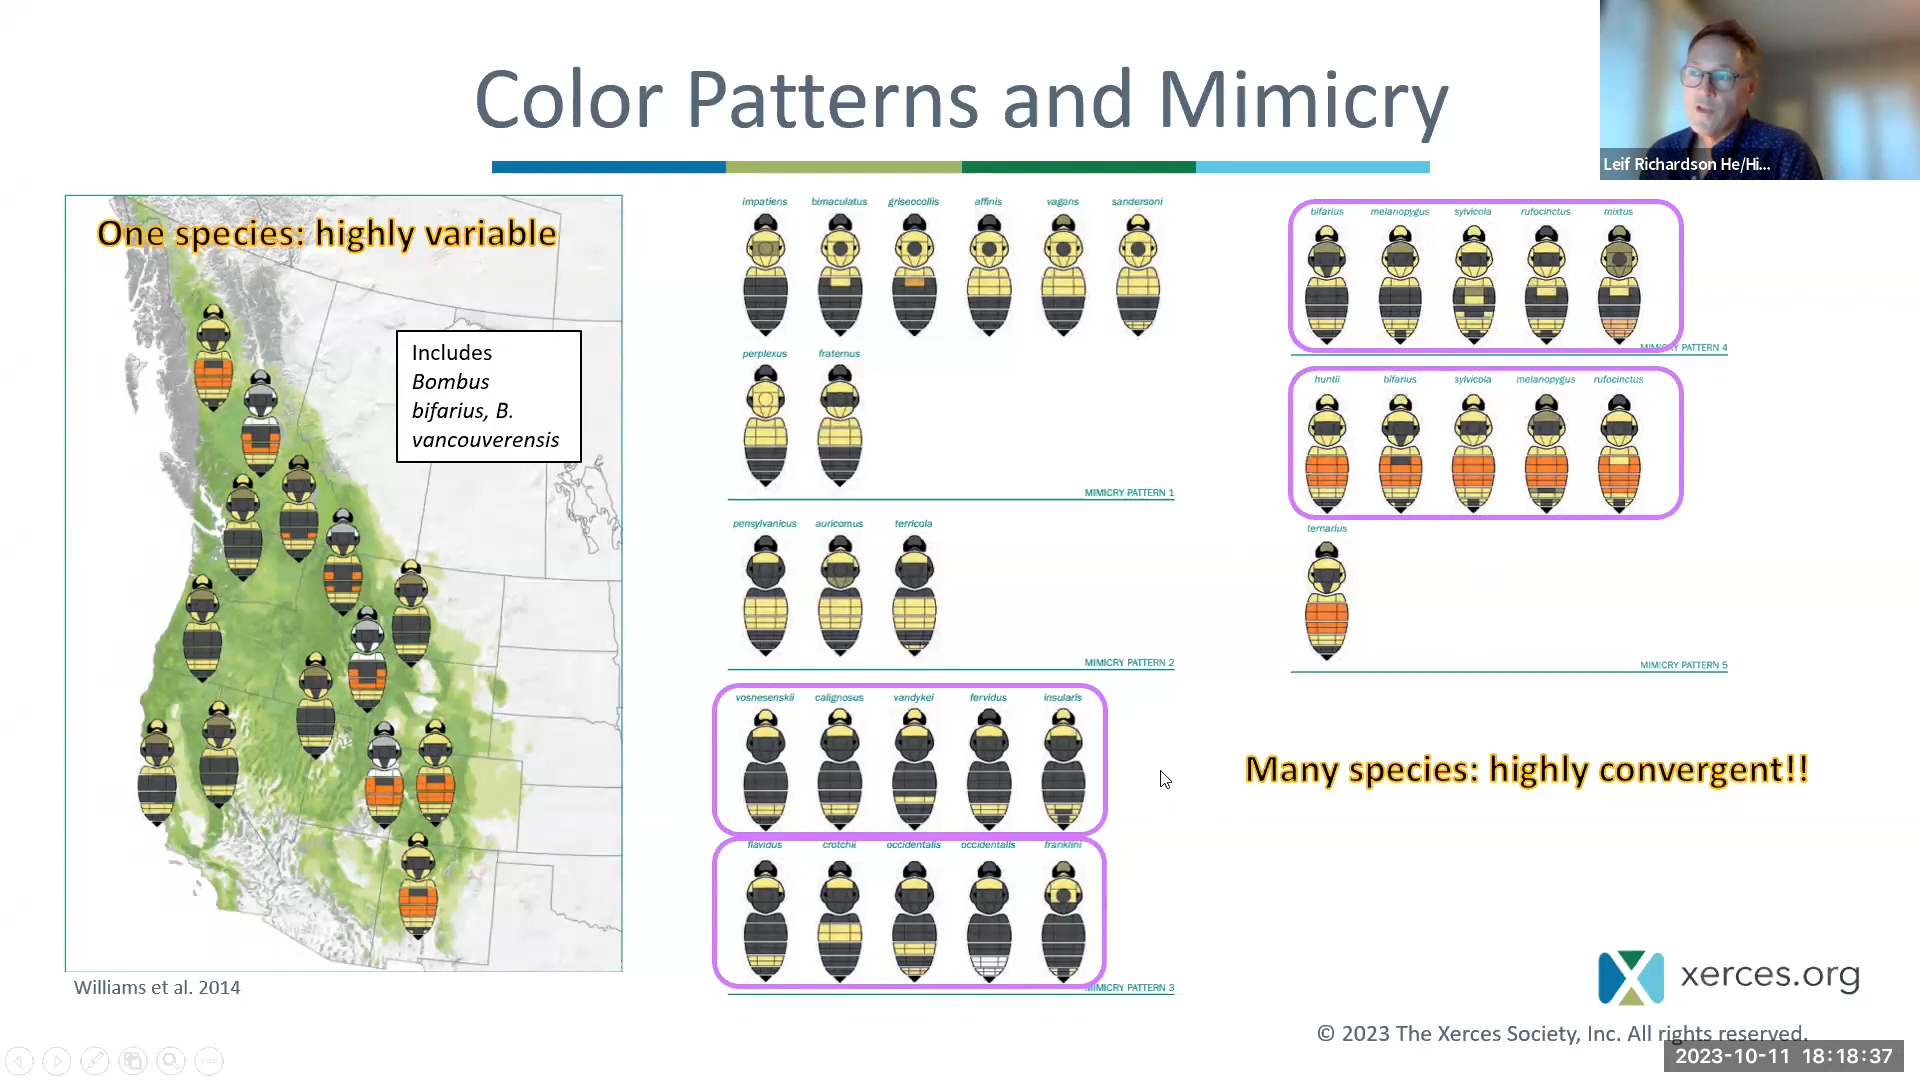 Color Patterns and Mimicry
Leif Richardson He/Hi...
One species: highly variable
Includes
Bombus
bifarius, B.
vancouverensis
Williams et al. 2014
impatiens bimaculatus griseocollis affinis vagans sandersoni
perplexus fraternus
MIMICRY PATTERN 1
pensylvanicus auricomus terricola
MIMICRY PATTERN 2
vosnesenskii calignosus vandykei fervidus insularis
flavidus crotchii occidentalis occidentalis franklini
MIMICRY PATTERN 3
bifarius melanopygus sylvicola rufocinctus mixtus
MIMICRY PATTERN 4
huntii bifarius sylvicola melanopygus rufocinctus
ternarius
MIMICRY PATTERN 5
Many species: highly convergent!!
xerces.org
© 2023 The Xerces Society, Inc. All rights reserved.
2023-10-11 18:18:37